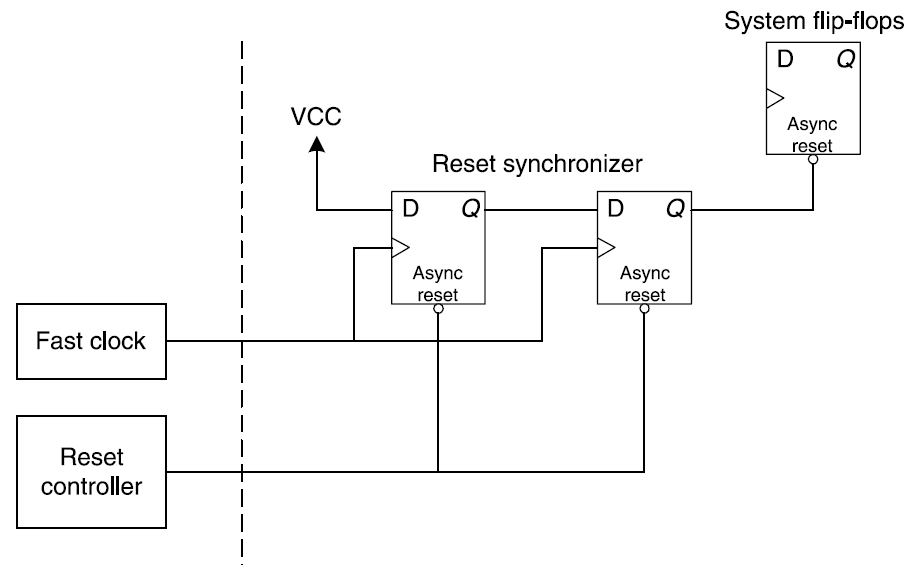 System flip-flops
D Q
Async
reset
VCC
Reset synchronizer
D Q
Async
reset
D Q
Async
reset
Fast clock
Reset
controller